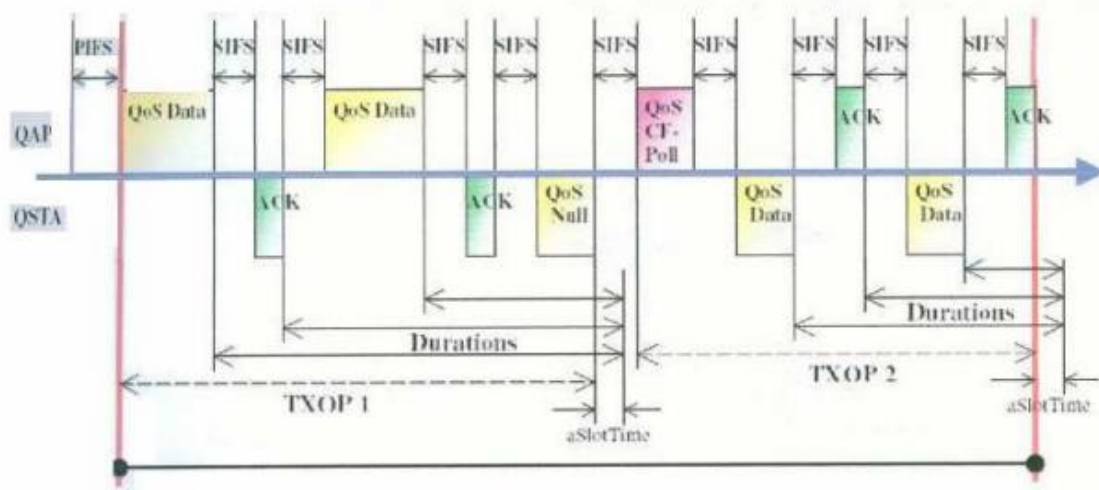 PIFS SIFS SIFS SIFS SIFS SIFS SIFS SIFS SIFS SIFS
QoS Data
QoS Data
QoS
CF-
Poll
ACK
ACK
QAP
QSTA
ACK
ACK
QoS
Null
QoS
Data
QoS
Data
Durations
Durations
TXOP 1
TXOP 2
aSlotTime
aSlotTime